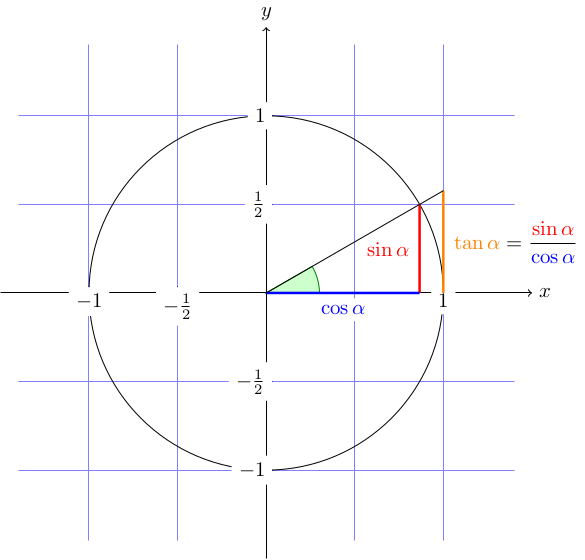 y
1
1/2
sin α
tan α = sin α / cos α
−1
−1/2
1
x
cos α
−1/2
−1